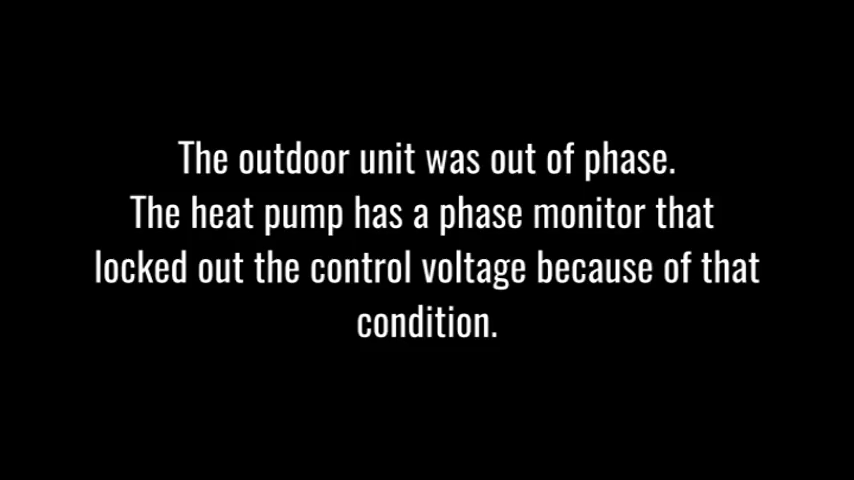 The outdoor unit was out of phase.
The heat pump has a phase monitor that
locked out the control voltage because of that
condition.